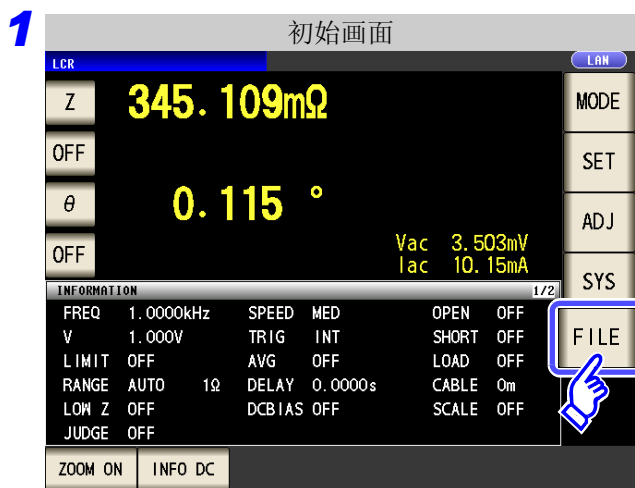 1
初始画面
LCR
LAN
Z
345.109mΩ
MODE
OFF
SET
θ
0.115 °
ADJ
OFF
Vac 3.503mV
Iac 10.15mA
SYS
INFORMATION 1/2
FREQ 1.0000kHz SPEED MED OPEN OFF
V 1.000V TRIG INT SHORT OFF
FILE
LIMIT OFF AVG OFF LOAD OFF
RANGE AUTO 1Ω DELAY 0.0000s CABLE 0m
LOW Z OFF DCBIAS OFF SCALE OFF
JUDGE OFF
ZOOM ON INFO DC